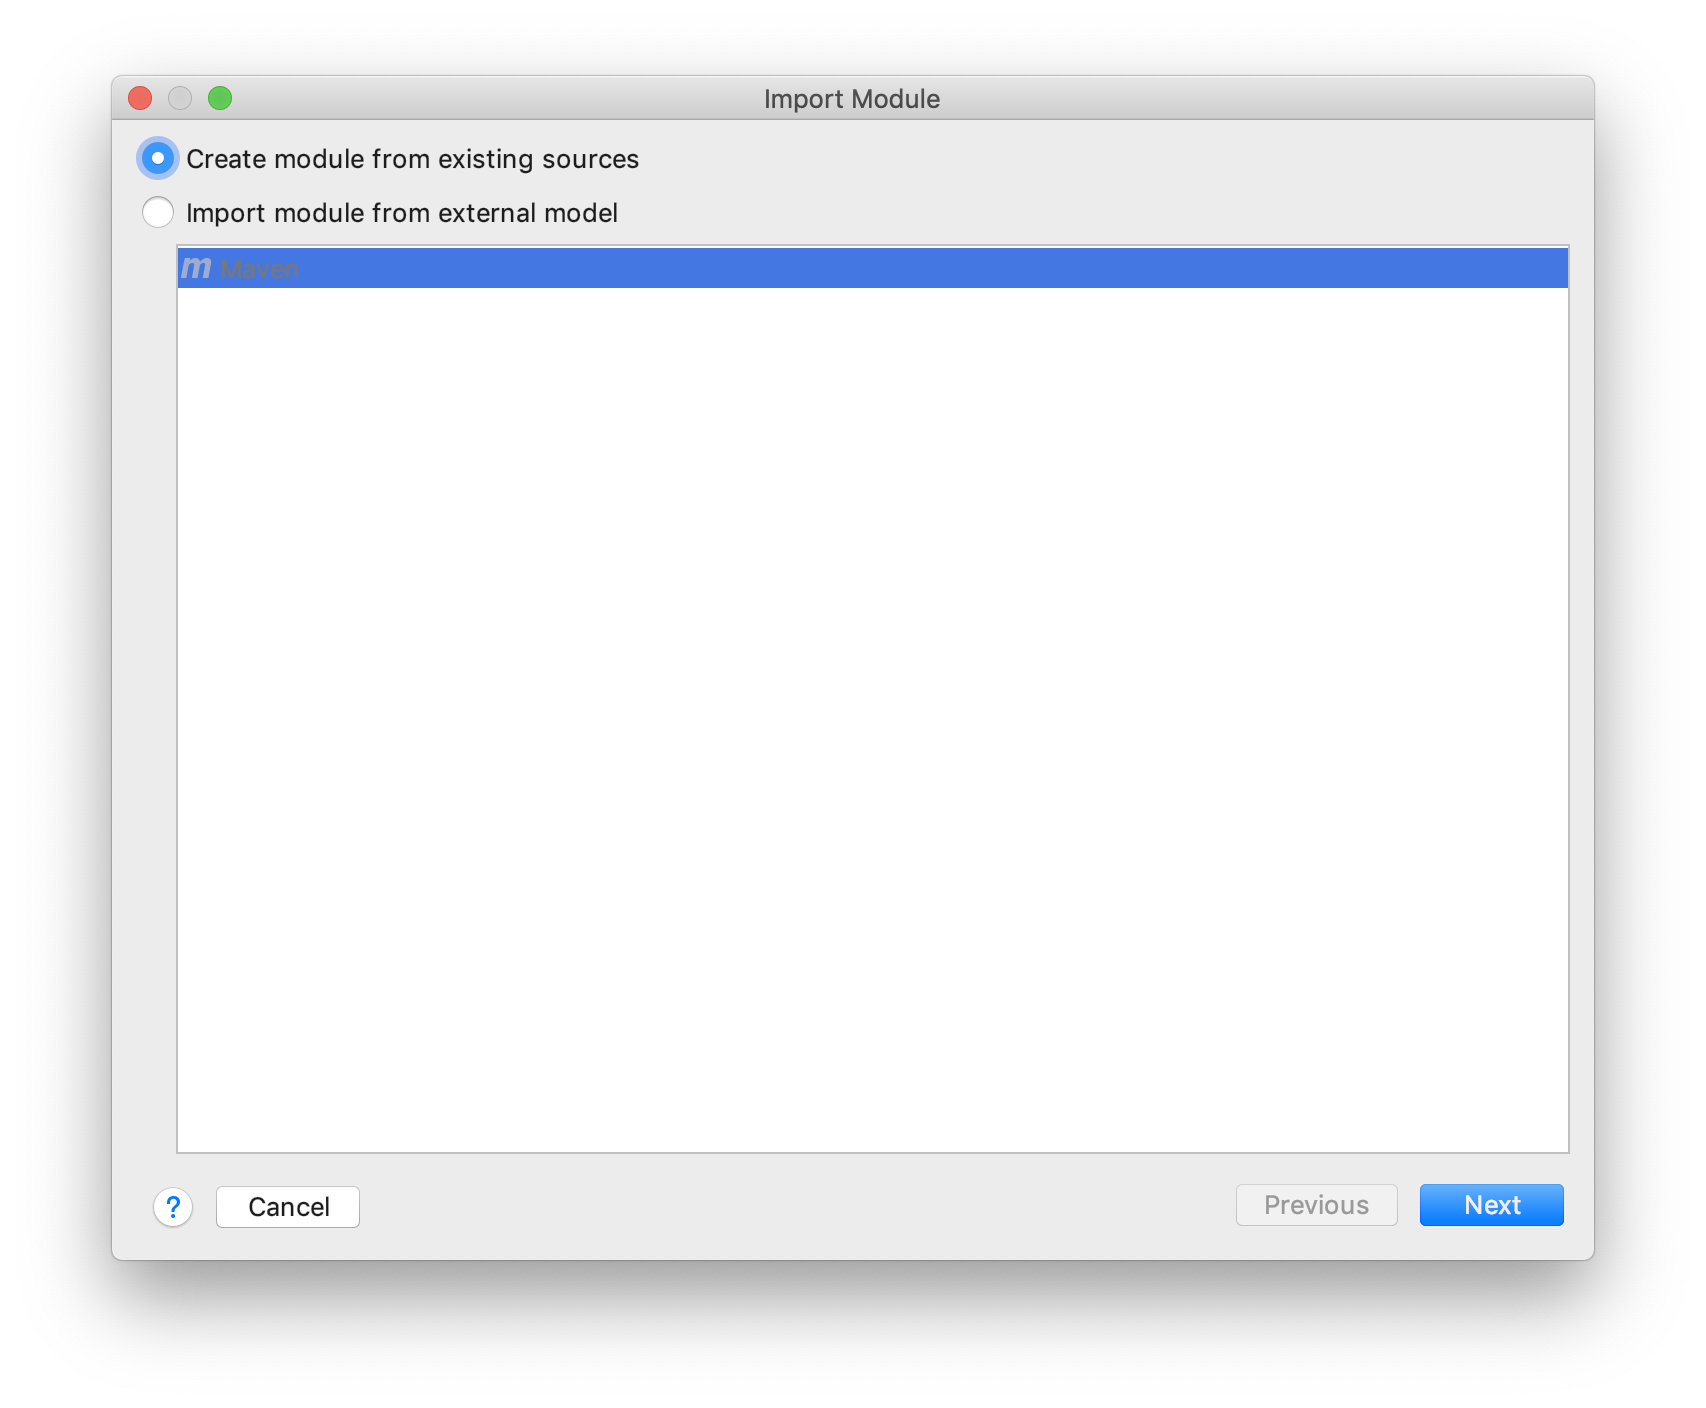 Import Module
Create module from existing sources
Import module from external model
m Maven
? Cancel Previous Next